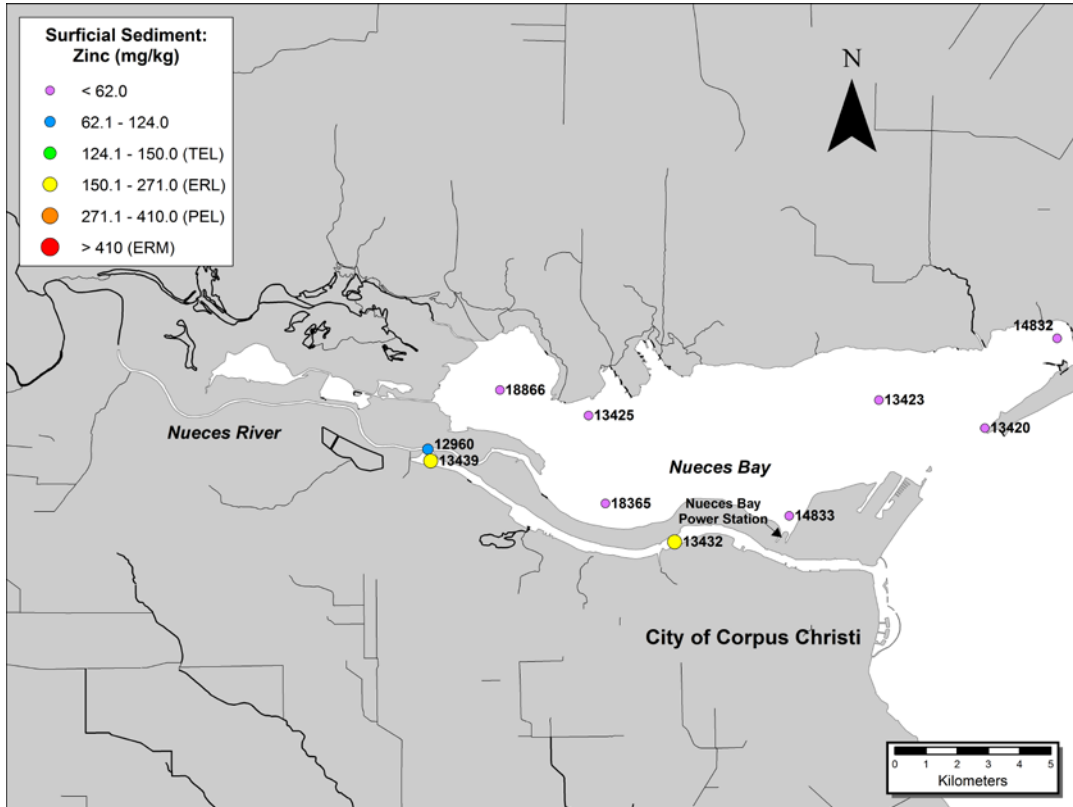 Surficial Sediment:
Zinc (mg/kg)
< 62.0
62.1 - 124.0
124.1 - 150.0 (TEL)
150.1 - 271.0 (ERL)
271.1 - 410.0 (PEL)
> 410 (ERM)
N
14832
18866
13425
13423
13420
Nueces River
12960
13439
Nueces Bay
18365
Nueces Bay
Power Station
14833
13432
City of Corpus Christi
0 1 2 3 4 5
Kilometers